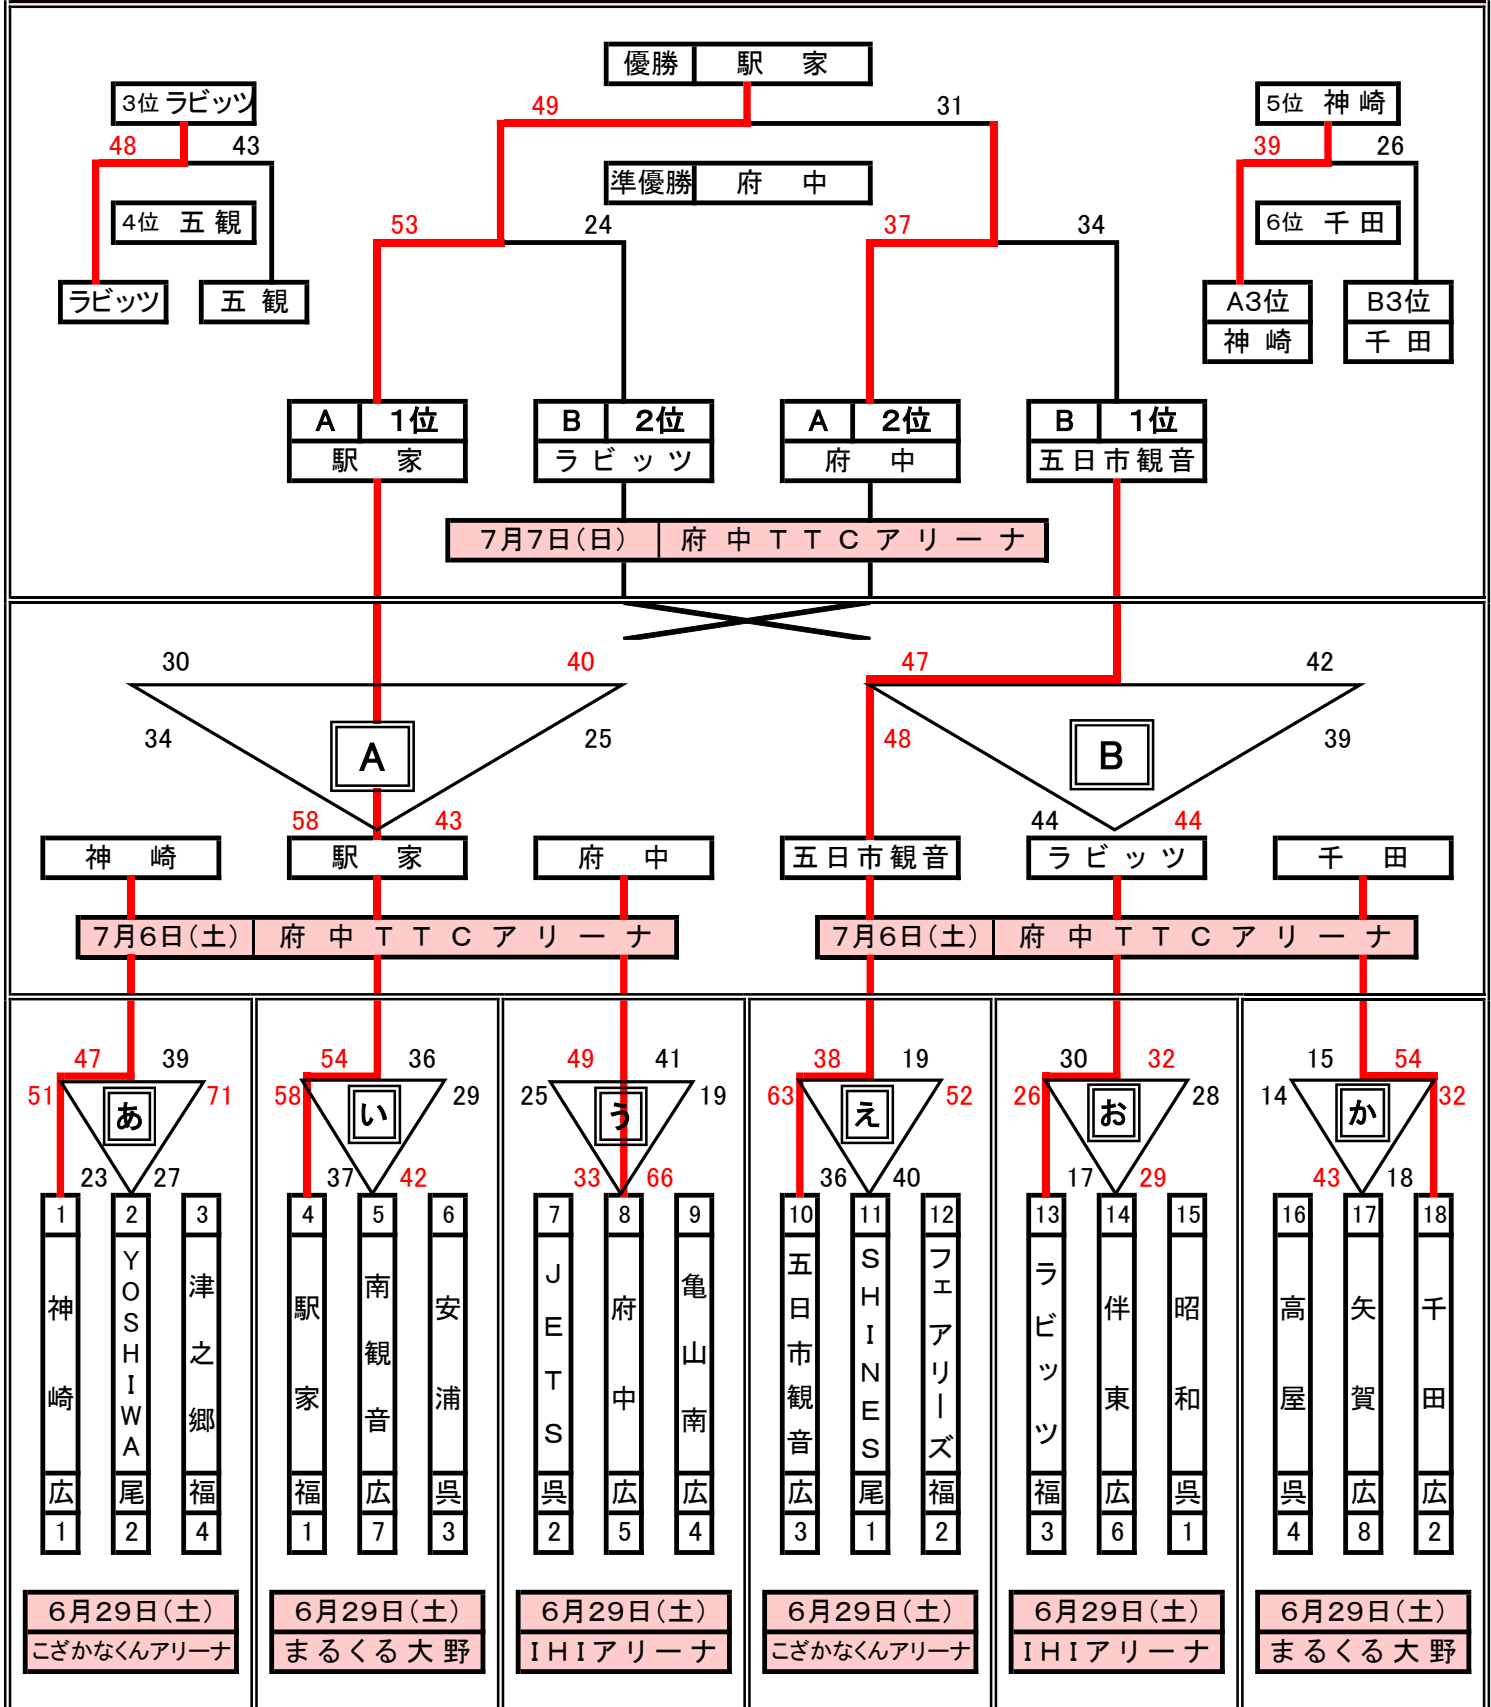 優勝 駅家
3位 ラビッツ
5位 神崎
49 31
48 43
39 26
準優勝 府中
4位 五観
6位 千田
53 24 37 34
ラビッツ 五観
A3位 B3位
神崎 千田
A 1位 B 2位 A 2位 B 1位
駅家 ラビッツ 府中 五日市観音
7月7日(日) 府中TTCアリーナ
30 40 47 42
34 25 48 39
A B
58 43 44 44
神崎 駅家 府中 五日市観音 ラビッツ 千田
7月6日(土) 府中TTCアリーナ 7月6日(土) 府中TTCアリーナ
47 39 54 36 49 41 38 19 30 32 15 54
51 71 58 29 25 19 63 52 26 28 14 32
あ い う え お か
23 27 37 42 33 66 36 40 17 29 43 18
1 2 3 4 5 6 7 8 9 10 11 12 13 14 15 16 17 18
神崎
YOSHIWA
津之郷
駅家
南観音
安浦
JETS
府中
亀山南
五日市観音
SHINES
フェアリーズ
ラビッツ
伴東
昭和
高屋
矢賀
千田
広 尾 福 福 広 呉 呉 広 広 広 尾 福 福 広 呉 呉 広 広
1 2 4 1 7 3 2 5 4 3 1 2 3 6 1 4 8 2
6月29日(土) 6月29日(土) 6月29日(土) 6月29日(土) 6月29日(土) 6月29日(土)
こざかなくんアリーナ まるくる大野 IHIアリーナ こざかなくんアリーナ IHIアリーナ まるくる大野